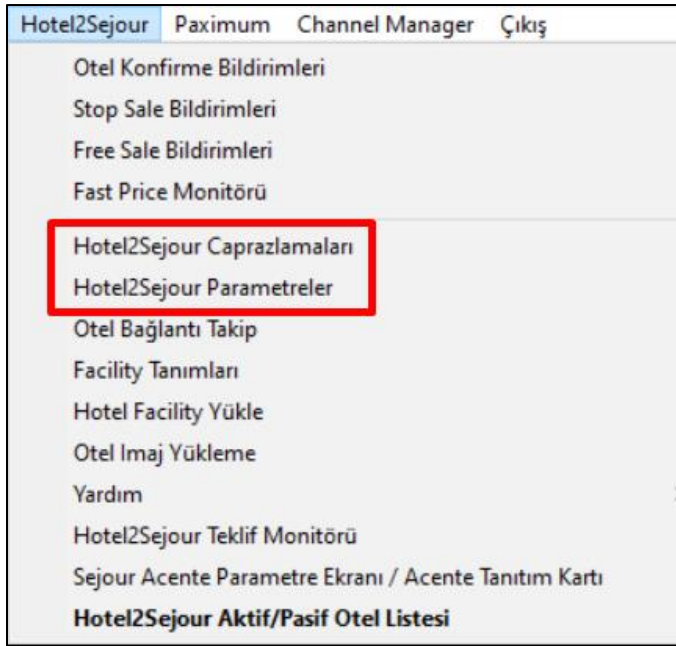 Hotel2Sejour Paximum Channel Manager Çıkış
Otel Konfirme Bildirimleri
Stop Sale Bildirimleri
Free Sale Bildirimleri
Fast Price Monitörü
Hotel2Sejour Caprazlamaları
Hotel2Sejour Parametreler
Otel Bağlantı Takip
Facility Tanımları
Hotel Facility Yükle
Otel Imaj Yükleme
Yardım
Hotel2Sejour Teklif Monitörü
Sejour Acente Parametre Ekranı / Acente Tanıtım Kartı
Hotel2Sejour Aktif/Pasif Otel Listesi